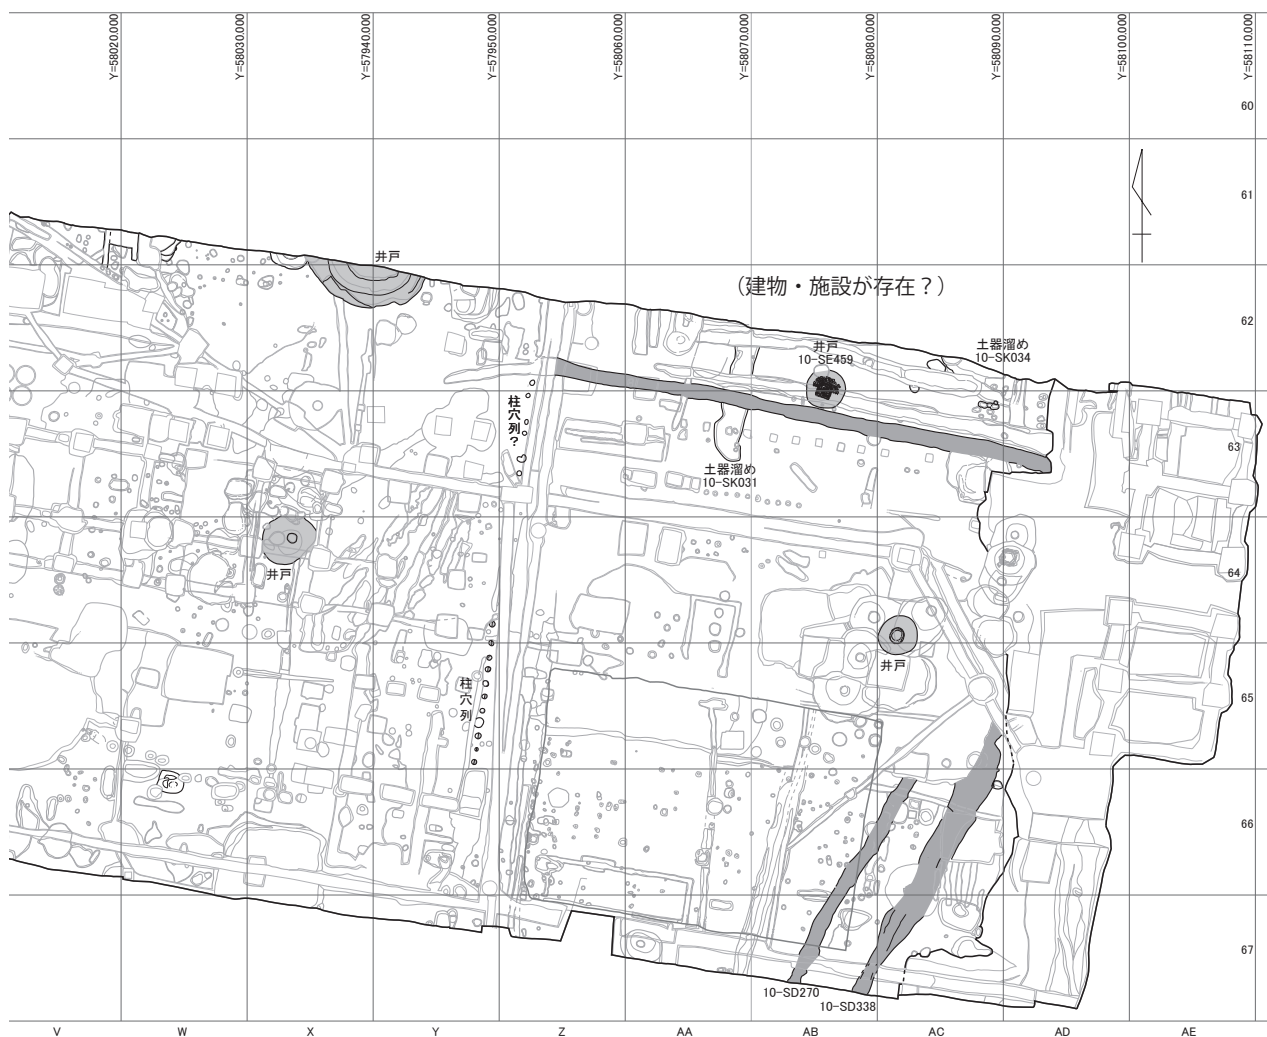 Y=58020.000
Y=58030.000
Y=57940.000
Y=57950.000
Y=58060.000
Y=58070.000
Y=58080.000
Y=58090.000
Y=58100.000
Y=58110.000
60
61
井戸
（建物・施設が存在？）
62
井戸
10-SE459
土器溜め
10-SK034
柱穴列？
63
土器溜め
10-SK031
井戸
64
井戸
柱穴列
65
66
67
10-SD270
10-SD338
V
W
X
Y
Z
AA
AB
AC
AD
AE